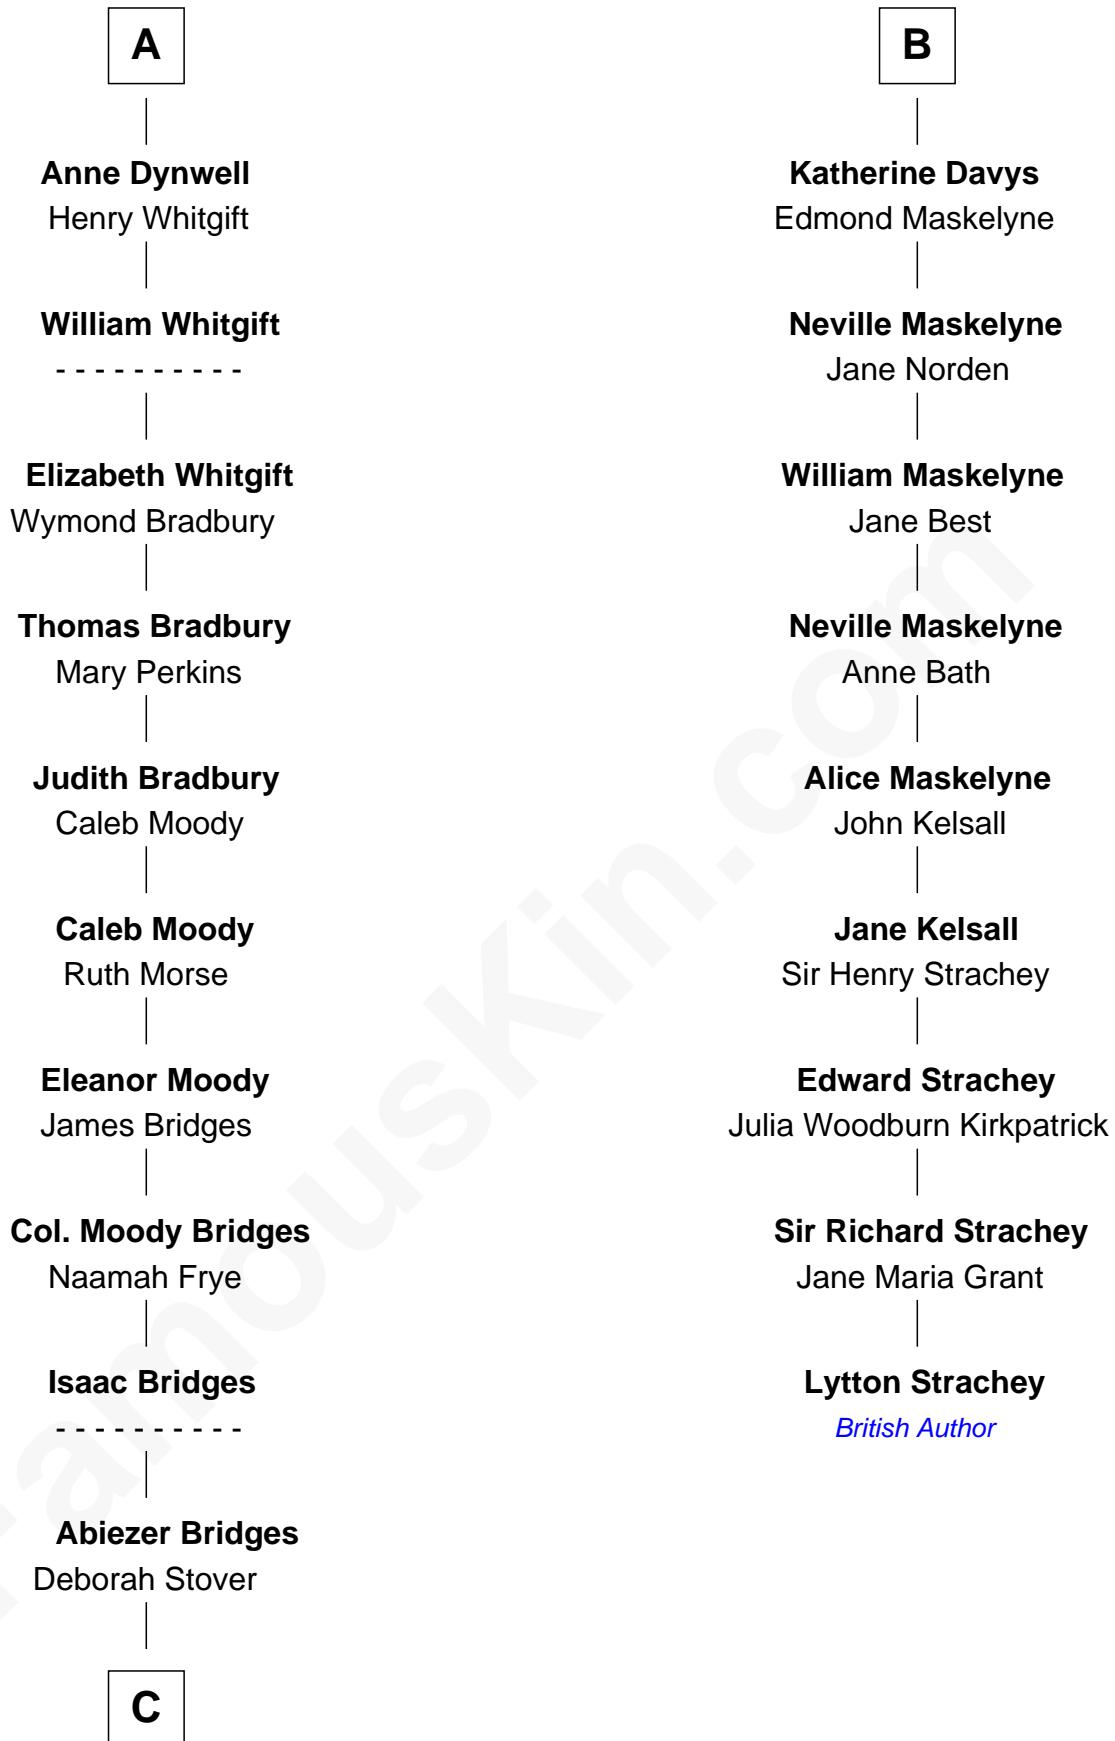 A
Anne Dynwell
Henry Whitgift
William Whitgift
- - - - - - - - - -
Elizabeth Whitgift
Wymond Bradbury
Thomas Bradbury
Mary Perkins
Judith Bradbury
Caleb Moody
Caleb Moody
Ruth Morse
Eleanor Moody
James Bridges
Col. Moody Bridges
Naamah Frye
Isaac Bridges
- - - - - - - - - -
Abiezer Bridges
Deborah Stover
C
B
Katherine Davys
Edmond Maskelyne
Neville Maskelyne
Jane Norden
William Maskelyne
Jane Best
Neville Maskelyne
Anne Bath
Alice Maskelyne
John Kelsall
Jane Kelsall
Sir Henry Strachey
Edward Strachey
Julia Woodburn Kirkpatrick
Sir Richard Strachey
Jane Maria Grant
Lytton Strachey
British Author
FamousKin.com